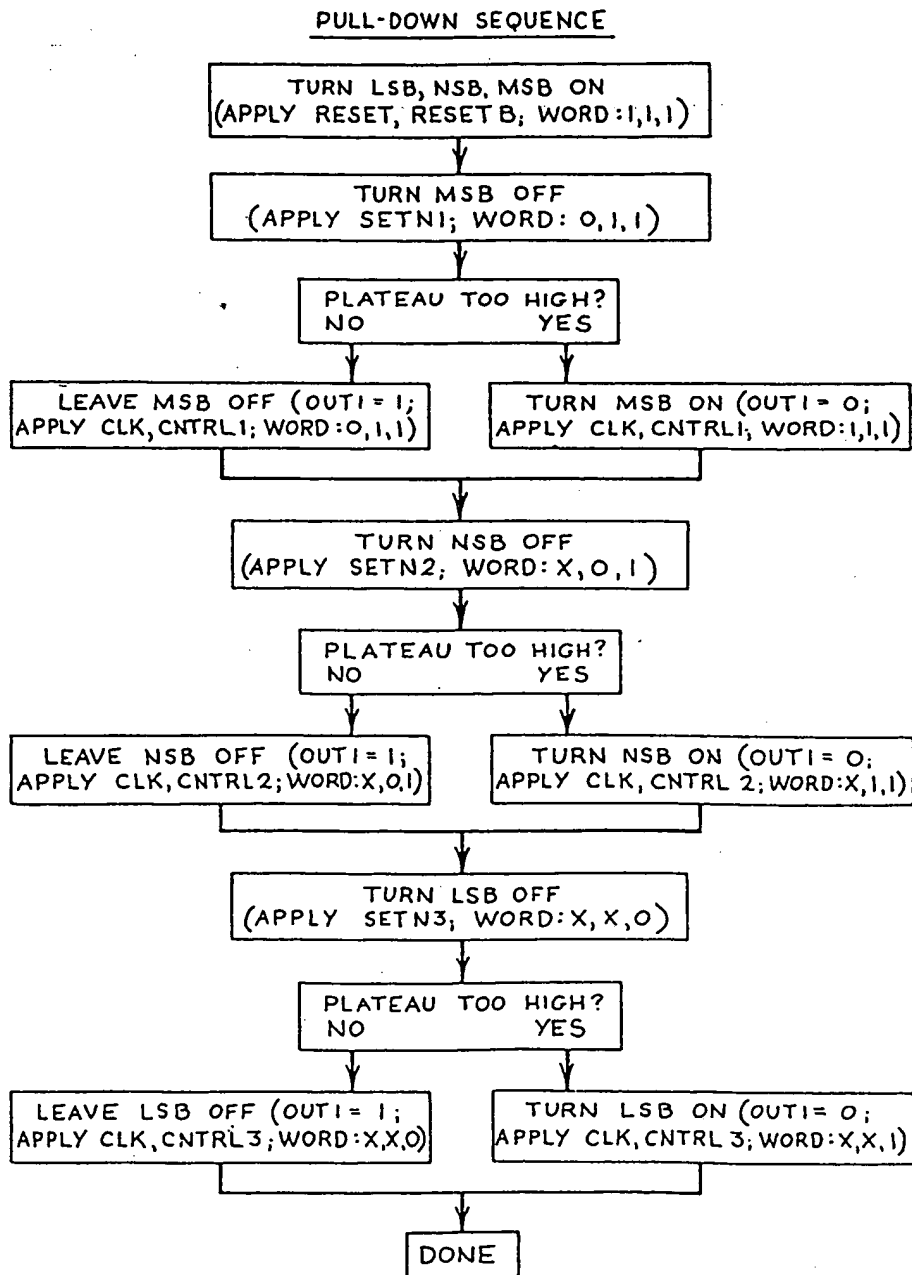 PULL-DOWN SEQUENCE
TURN LSB, NSB, MSB ON
(APPLY RESET, RESET B; WORD:1,1,1)
TURN MSB OFF
(APPLY SETN1; WORD: 0,1,1)
PLATEAU TOO HIGH?
NO YES
LEAVE MSB OFF (OUT1=1;
APPLY CLK, CNTRL1; WORD:0,1,1)
TURN MSB ON (OUT1=0;
APPLY CLK, CNTRL1; WORD:1,1,1)
TURN NSB OFF
(APPLY SETN2; WORD:X,0,1)
PLATEAU TOO HIGH?
NO YES
LEAVE NSB OFF (OUT1=1;
APPLY CLK, CNTRL2; WORD:X,0,1)
TURN NSB ON (OUT1=0;
APPLY CLK, CNTRL 2; WORD:X,1,1);
TURN LSB OFF
(APPLY SETN3; WORD:X,X,0)
PLATEAU TOO HIGH?
NO YES
LEAVE LSB OFF (OUT1=1;
APPLY CLK, CNTRL3; WORD:X,X,0)
TURN LSB ON (OUT1=0;
APPLY CLK, CNTRL 3; WORD:X,X,1)
DONE